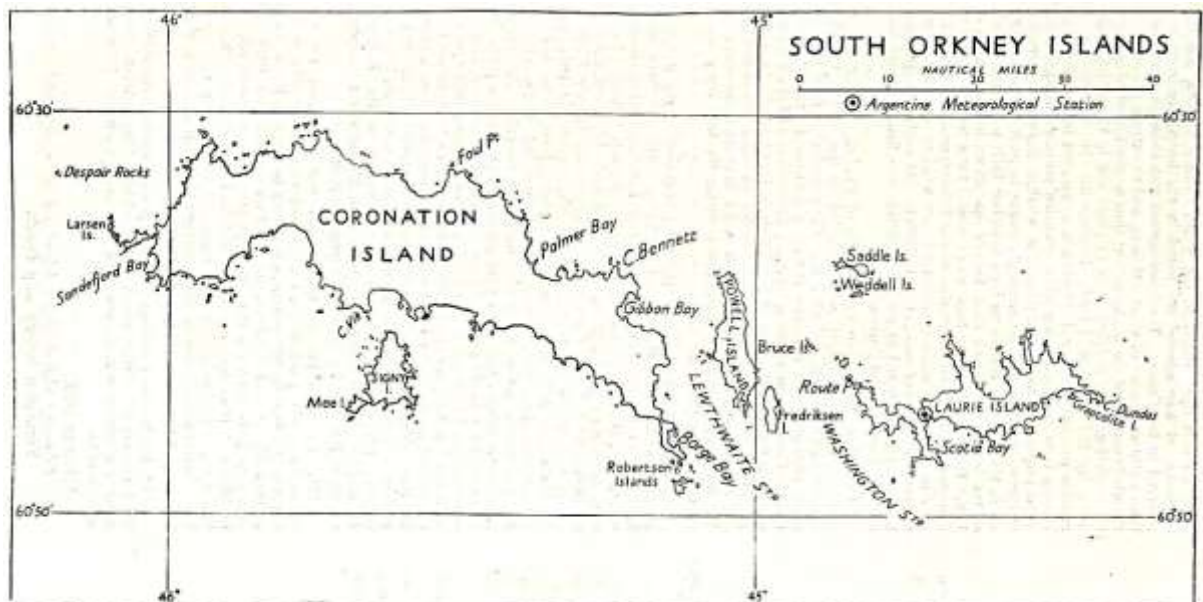 46°
45°
SOUTH ORKNEY ISLANDS
NAUTICAL MILES
0 10 20 30 40
Argentine Meteorological Station
60°30'
60°30'
Foul Pt.
Despair Rocks
CORONATION
ISLAND
Larsen
Is.
Palmer Bay
C. Bennett
Saddle Is.
Weddell Is.
Sandefjord Bay
Gibbon Bay
POWELL ISLAND
Bruce Is.
SIGNY
Moe I.
Route Pt.
Fredriksen
I.
LAURIE ISLAND
C. Dundas
LEWTHWAITE STR
WASHINGTON STR
Scotia Bay
Borge Bay
Robertson
Islands
60°50'
60°50'
46°
45°